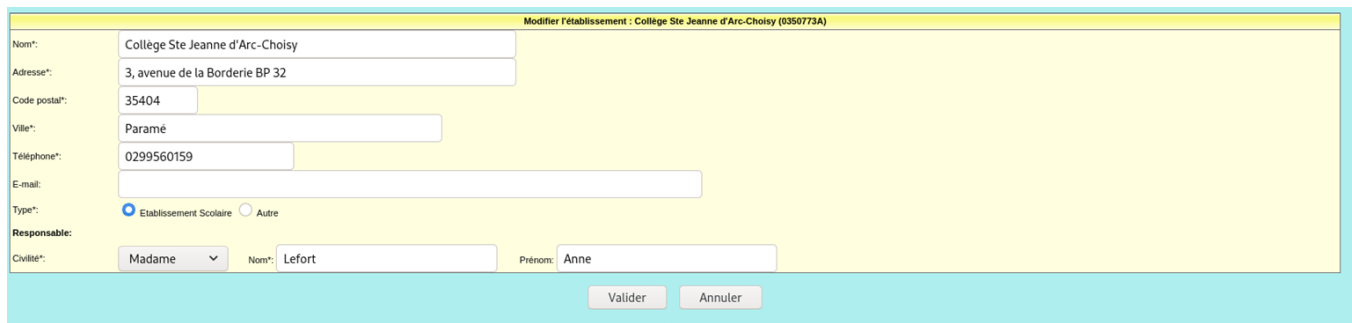 Modifier l'établissement : Collège Ste Jeanne d'Arc-Choisy (0350773A)
Nom*: Collège Ste Jeanne d'Arc-Choisy
Adresse*: 3, avenue de la Borderie BP 32
Code postal*: 35404
Ville*: Paramé
Téléphone*: 0299560159
E-mail:
Type*: Etablissement Scolaire Autre
Responsable:
Civilité*: Madame Nom*: Lefort Prénom: Anne
Valider Annuler